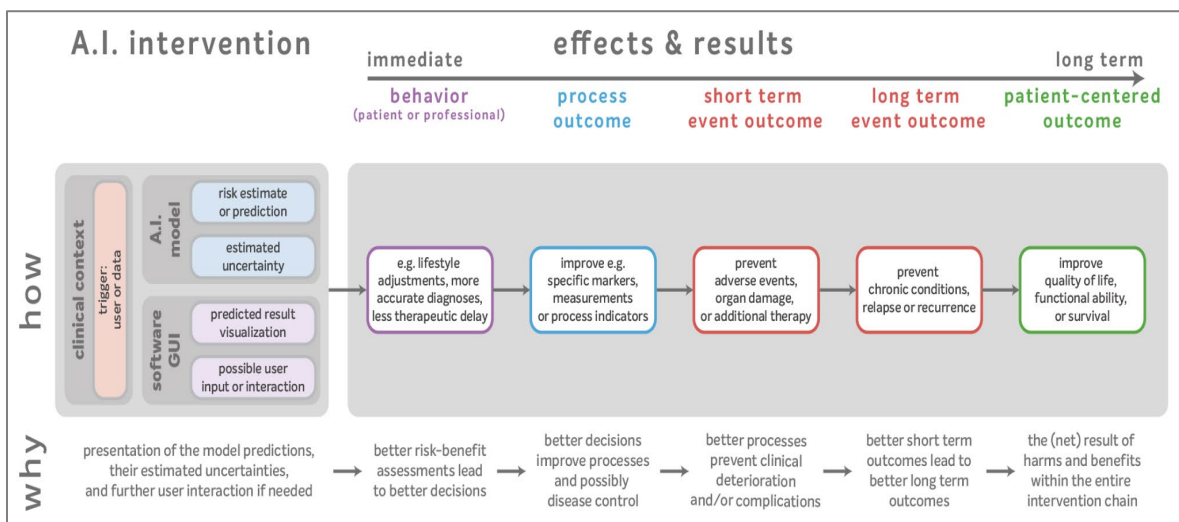 A.I. intervention
effects & results
immediate
long term
behavior
(patient or professional)
process
outcome
short term
event outcome
long term
event outcome
patient-centered
outcome
how
clinical context
trigger:
user or data
A.I.
model
risk estimate
or prediction
estimated
uncertainty
software
GUI
predicted result
visualization
possible user
input or interaction
e.g. lifestyle
adjustments, more
accurate diagnoses,
less therapeutic delay
improve e.g.
specific markers,
measurements
or process indicators
prevent
adverse events,
organ damage,
or additional therapy
prevent
chronic conditions,
relapse or recurrence
improve
quality of life,
functional ability,
or survival
why
presentation of the model predictions,
their estimated uncertainties,
and further user interaction if needed
better risk-benefit
assessments lead
to better decisions
better decisions
improve processes
and possibly
disease control
better processes
prevent clinical
deterioration
and/or complications
better short term
outcomes lead to
better long term
outcomes
the (net) result of
harms and benefits
within the entire
intervention chain